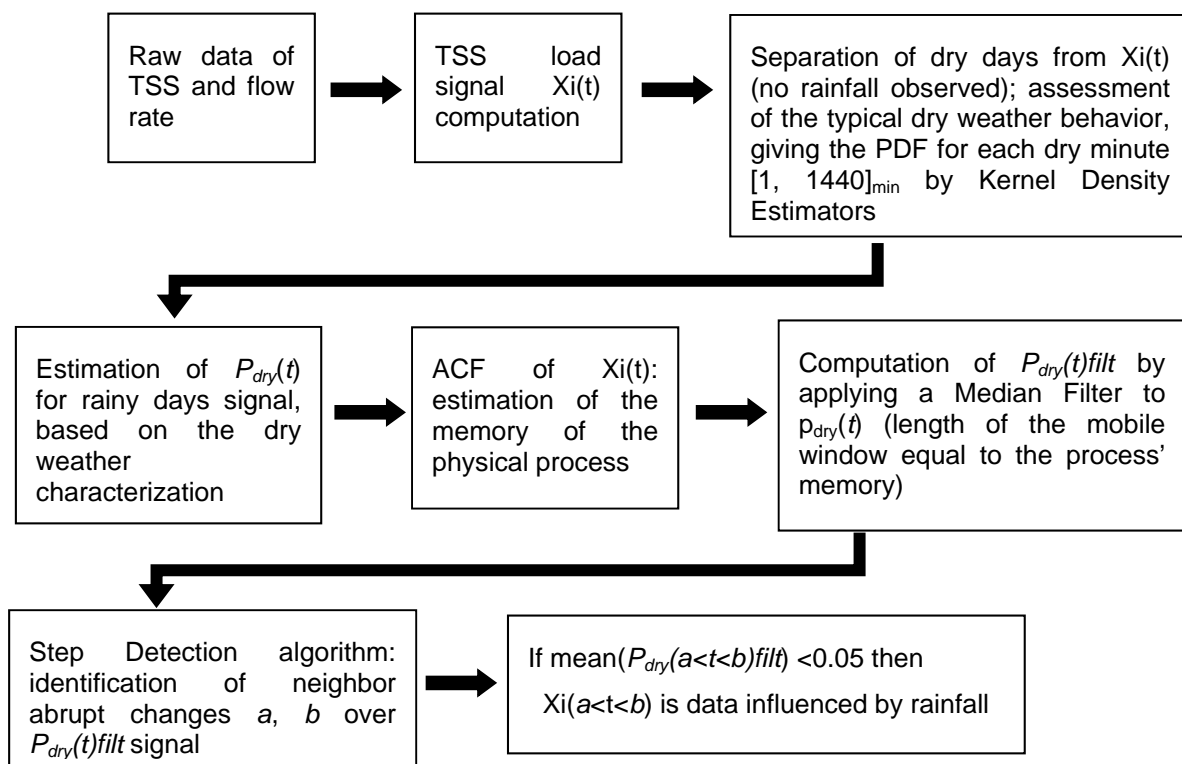 Raw data of
TSS and flow
rate
TSS load
signal Xi(t)
computation
Separation of dry days from Xi(t)
(no rainfall observed); assessment
of the typical dry weather behavior,
giving the PDF for each dry minute
[1, 1440]min by Kernel Density
Estimators
Estimation of Pdry(t)
for rainy days signal,
based on the dry
weather
characterization
ACF of Xi(t):
estimation of the
memory of the
physical process
Computation of Pdry(t)filt by
applying a Median Filter to
pdry(t) (length of the mobile
window equal to the process’
memory)
Step Detection algorithm:
identification of neighbor
abrupt changes a, b over
Pdry(t)filt signal
If mean(Pdry(a<t<b)filt) <0.05 then
Xi(a<t<b) is data influenced by rainfall